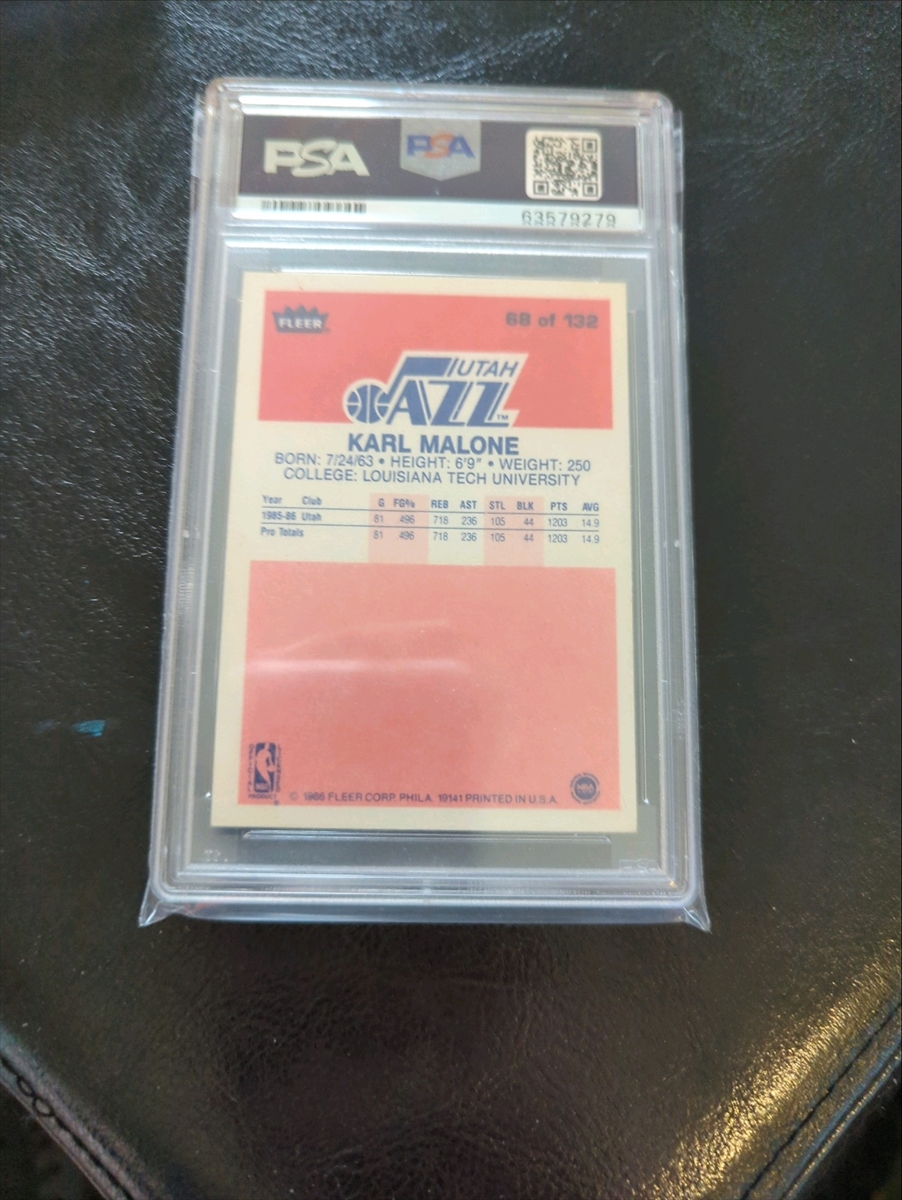 PSA
PSA
63579279
FLEER
68 of 132
UTAH
JAZZ TM
KARL MALONE
BORN: 7/24/63 • HEIGHT: 6'9" • WEIGHT: 250
COLLEGE: LOUISIANA TECH UNIVERSITY
Year Club G FG% REB AST STL BLK PTS AVG
1985-86 Utah 81 .496 718 236 105 44 1203 14.9
Pro Totals 81 .496 718 236 105 44 1203 14.9
© 1986 FLEER CORP. PHILA. 19141 PRINTED IN U.S.A.